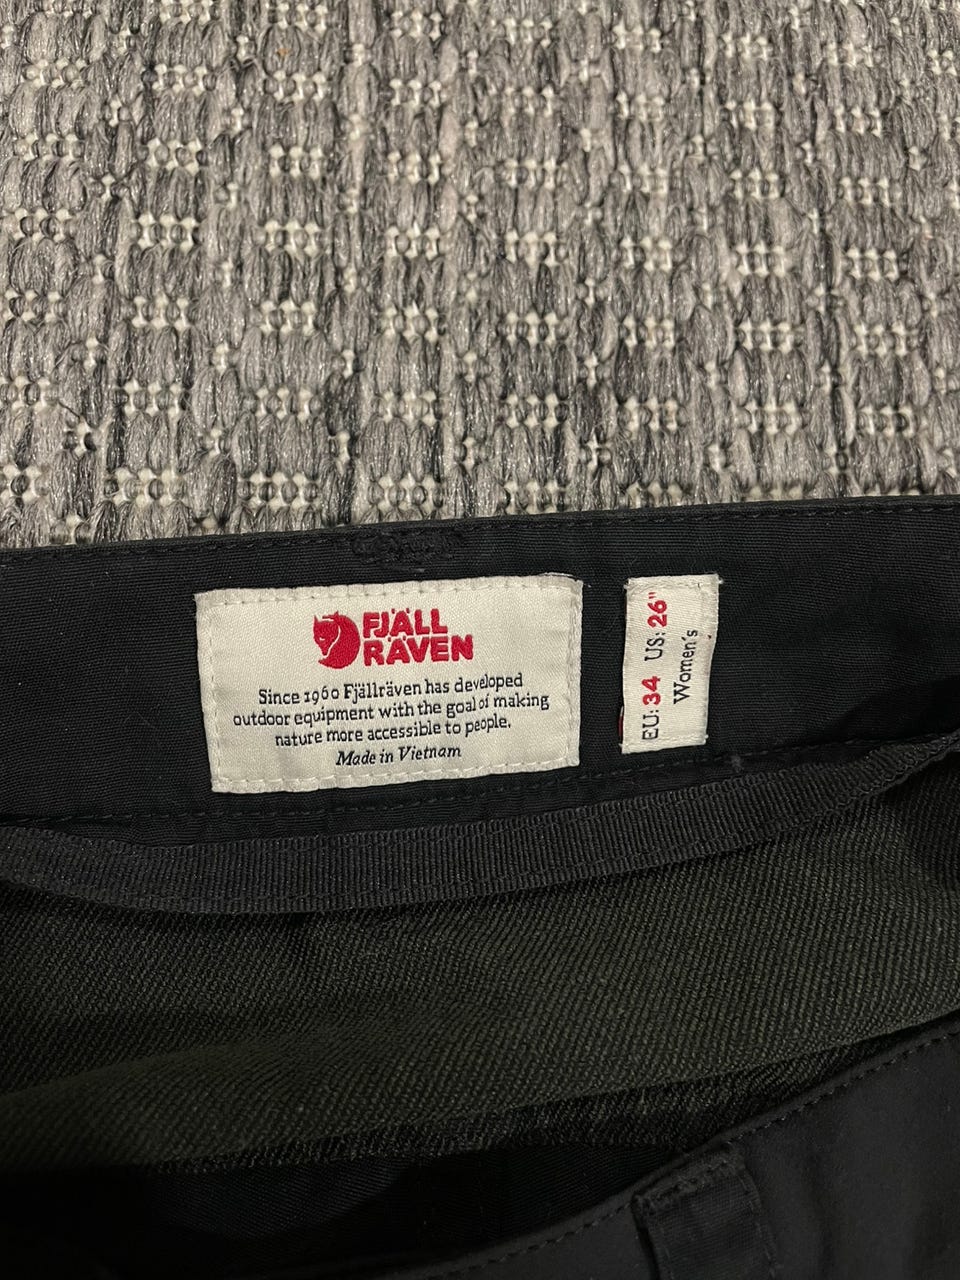 FJÄLL
RÄVEN
Since 1960 Fjällräven has developed
outdoor equipment with the goal of making
nature more accessible to people.
Made in Vietnam
EU: 34 US: 26"
Women's